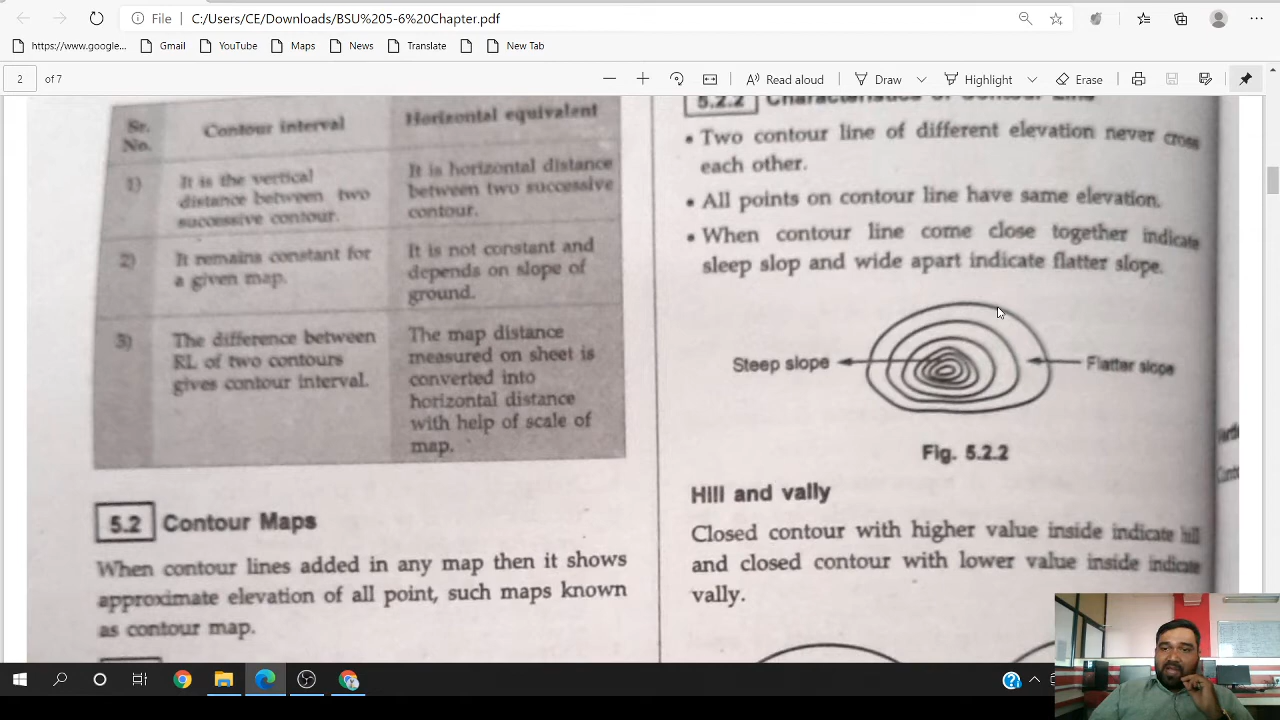 File
C:/Users/CE/Downloads/BSU%205-6%20Chapter.pdf
https://www.google...
Gmail
YouTube
Maps
News
Translate
New Tab
2
of 7
Read aloud
Draw
Highlight
Erase
Sr. No.
Contour interval
Horizontal equivalent
1)
It is the vertical
distance between two
successive contour.
It is horizontal distance
between two successive
contour.
2)
It remains constant for
a given map.
It is not constant and
depends on slope of
ground.
3)
The difference between
RL of two contours
gives contour interval.
The map distance
measured on sheet is
converted into
horizontal distance
with help of scale of
map.
5.2 Contour Maps
When contour lines added in any map then it shows
approximate elevation of all point, such maps known
as contour map.
5.2.2 Characteristics of Contour Line
• Two contour line of different elevation never cross
each other.
• All points on contour line have same elevation.
• When contour line come close together indicate
sleep slop and wide apart indicate flatter slope.
Steep slope
Flatter slope
Fig. 5.2.2
Hill and vally
Closed contour with higher value inside indicate hill
and closed contour with lower value inside indicate
vally.